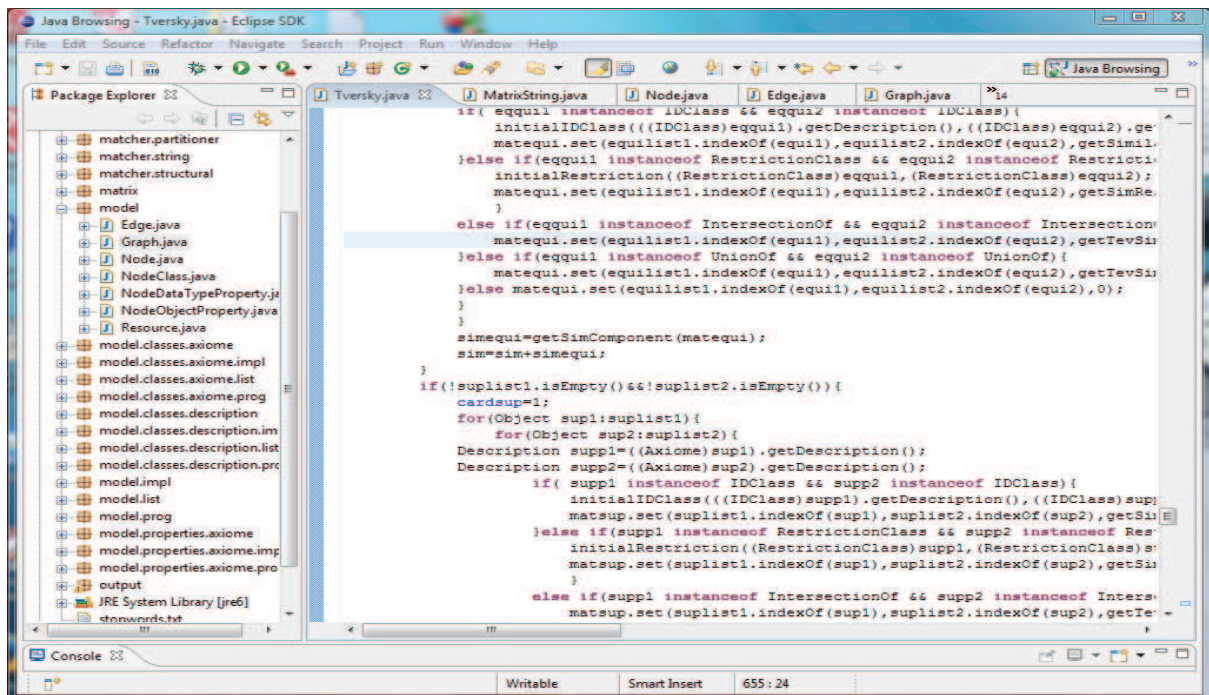 Java Browsing - Tversky.java - Eclipse SDK
File Edit Source Refactor Navigate Search Project Run Window Help
Java Browsing
Package Explorer
matcher.partitioner
matcher.string
matcher.structural
matrix
model
Edge.java
Graph.java
Node.java
NodeClass.java
NodeDataTypeProperty.ja
NodeObjectProperty.java
Resource.java
model.classes.axiome
model.classes.axiome.impl
model.classes.axiome.list
model.classes.axiome.prog
model.classes.description
model.classes.description.im
model.classes.description.list
model.classes.description.pro
model.impl
model.list
model.prog
model.properties.axiome
model.properties.axiome.imp
model.properties.axiome.pro
output
JRE System Library [jre6]
stopwords.txt
Tversky.java MatrixString.java Node.java Edge.java Graph.java »14
if( eqqui1 instanceof IDClass && eqqui2 instanceof IDClass){
initialIDClass(((IDClass)eqqui1).getDescription(),((IDClass)eqqui2).ge
matequi.set(equilist1.indexOf(equi1),equilist2.indexOf(equi2),getSimil
}else if(eqqui1 instanceof RestrictionClass && eqqui2 instanceof Restricti
initialRestriction((RestrictionClass)eqqui1,(RestrictionClass)eqqui2);
matequi.set(equilist1.indexOf(equi1),equilist2.indexOf(equi2),getSimRe
}
else if(eqqui1 instanceof IntersectionOf && eqqui2 instanceof Intersection
matequi.set(equilist1.indexOf(equi1),equilist2.indexOf(equi2),getTevSi
}else if(eqqui1 instanceof UnionOf && eqqui2 instanceof UnionOf){
matequi.set(equilist1.indexOf(equi1),equilist2.indexOf(equi2),getTevSi
}else matequi.set(equilist1.indexOf(equi1),equilist2.indexOf(equi2),0);
}
}
simequi=getSimComponent(matequi);
sim=sim+simequi;
}
if(!suplist1.isEmpty()&&!suplist2.isEmpty()){
cardsup=1;
for(Object sup1:suplist1){
for(Object sup2:suplist2){
Description supp1=((Axiome)sup1).getDescription();
Description supp2=((Axiome)sup2).getDescription();
if( supp1 instanceof IDClass && supp2 instanceof IDClass){
initialIDClass(((IDClass)supp1).getDescription(),((IDClass)sup
matsup.set(suplist1.indexOf(sup1),suplist2.indexOf(sup2),getSi
}else if(supp1 instanceof RestrictionClass && supp2 instanceof Res
initialRestriction((RestrictionClass)supp1,(RestrictionClass)s
matsup.set(suplist1.indexOf(sup1),suplist2.indexOf(sup2),getSi
}
else if(supp1 instanceof IntersectionOf && supp2 instanceof Inters
matsup.set(suplist1.indexOf(sup1),suplist2.indexOf(sup2),getTe
Console
Writable Smart Insert 655 : 24